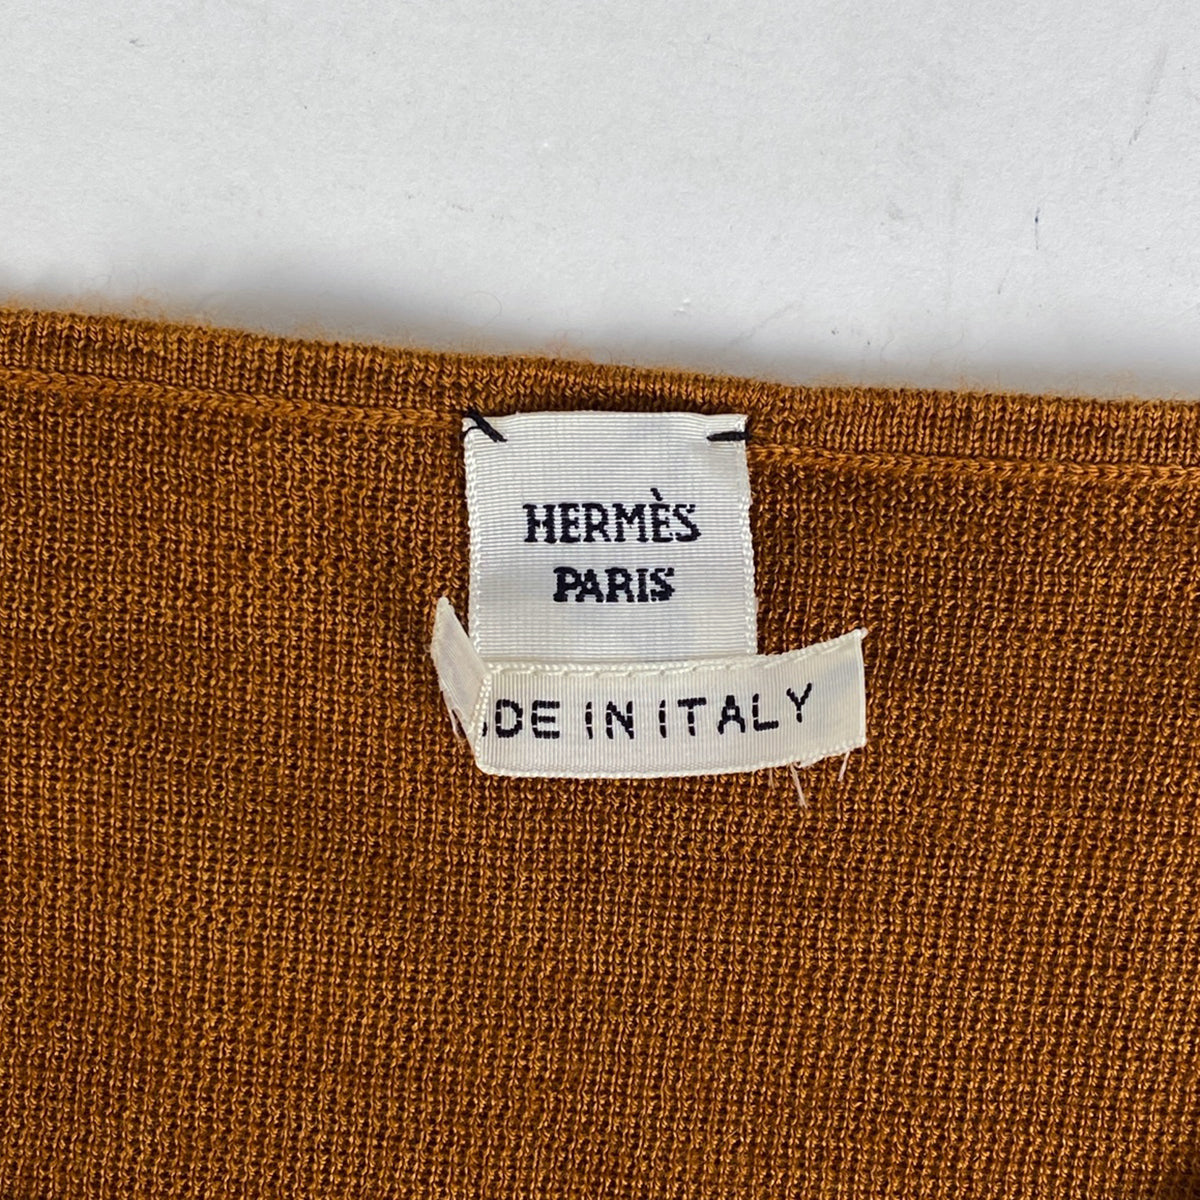 HERMÈS
PARIS
DE IN ITALY